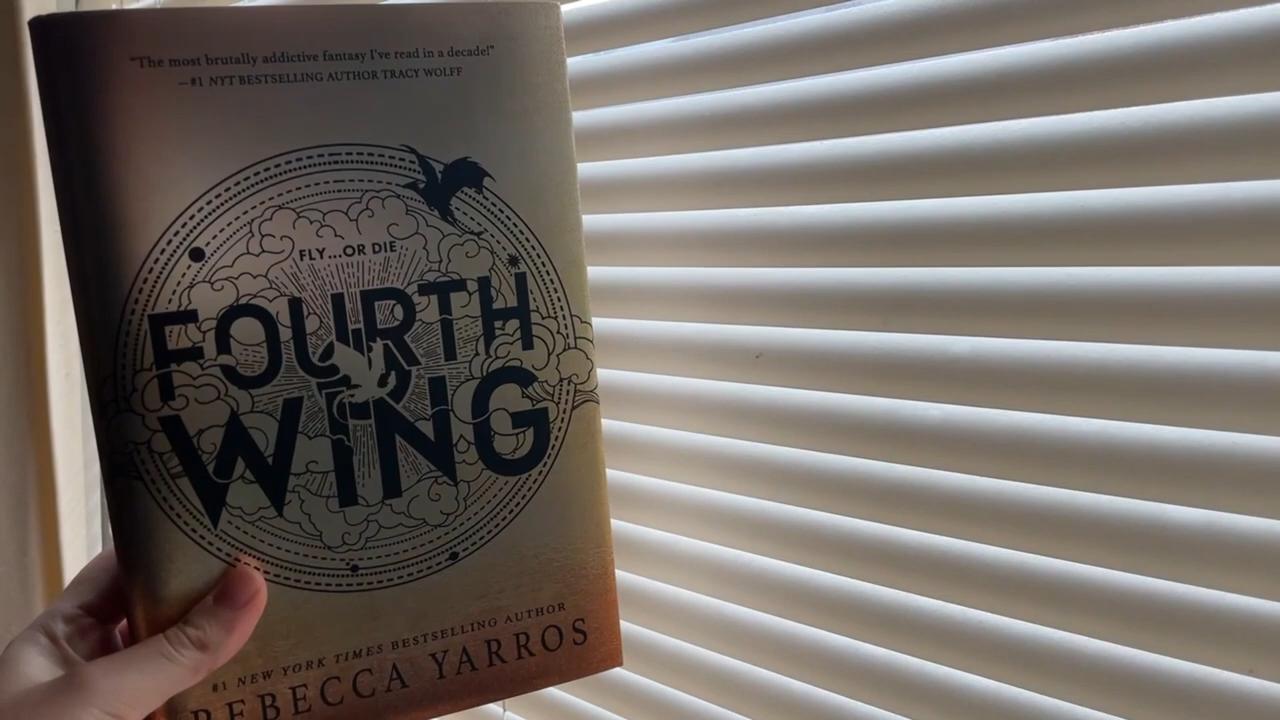 "The most brutally addictive fantasy I've read in a decade!"
—#1 NYT BESTSELLING AUTHOR TRACY WOLFF
FLY...OR DIE
FOURTH
WING
#1 NEW YORK TIMES BESTSELLING AUTHOR
REBECCA YARROS